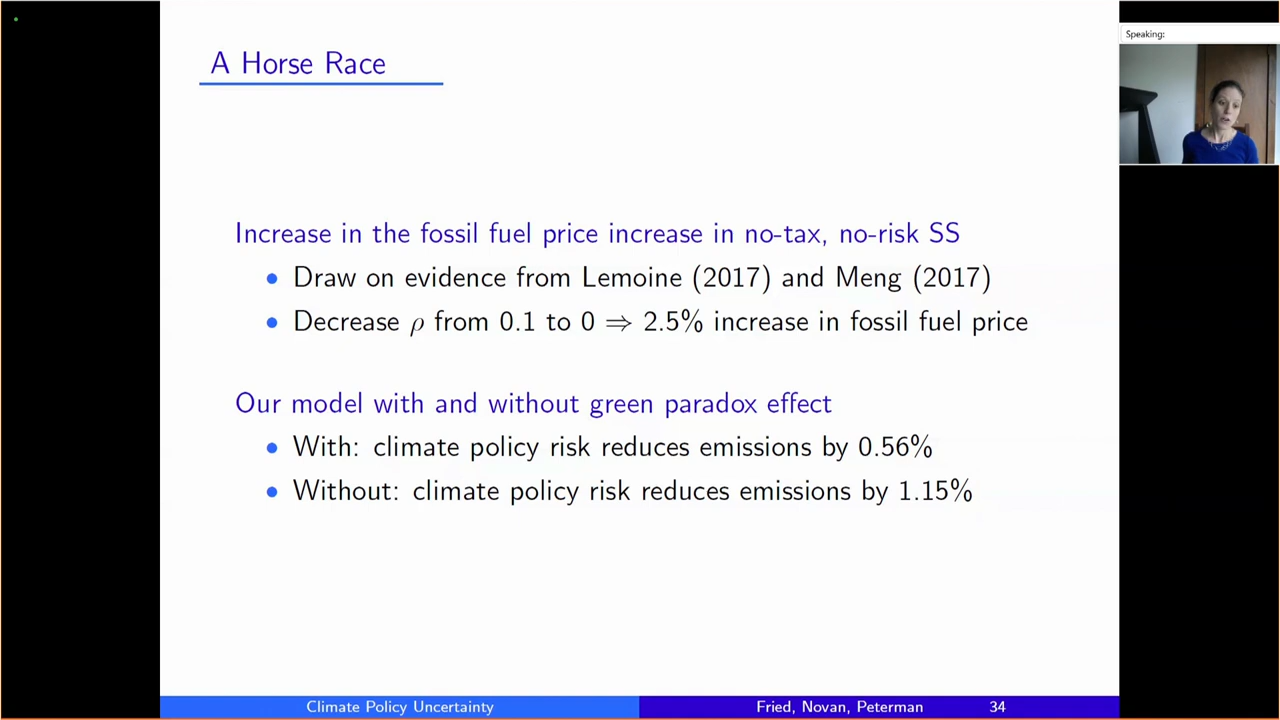 A Horse Race
Speaking:
Increase in the fossil fuel price increase in no-tax, no-risk SS
• Draw on evidence from Lemoine (2017) and Meng (2017)
• Decrease ρ from 0.1 to 0 ⇒ 2.5% increase in fossil fuel price
Our model with and without green paradox effect
• With: climate policy risk reduces emissions by 0.56%
• Without: climate policy risk reduces emissions by 1.15%
Climate Policy Uncertainty
Fried, Novan, Peterman 34